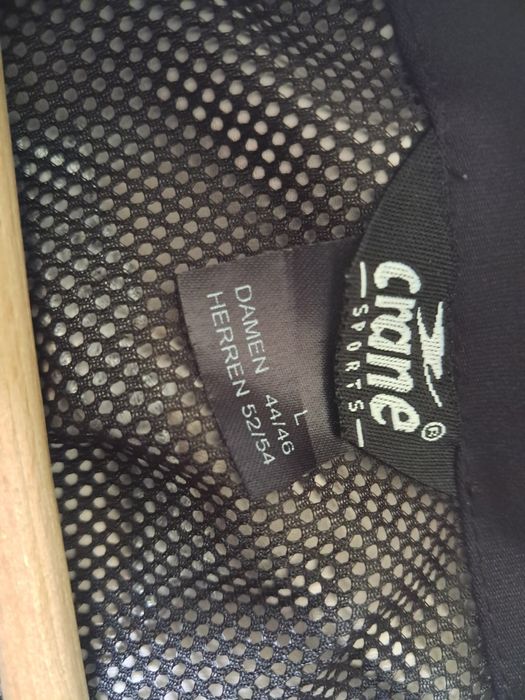 crane
®
SPORTS
L
DAMEN 44/46
HERREN 52/54